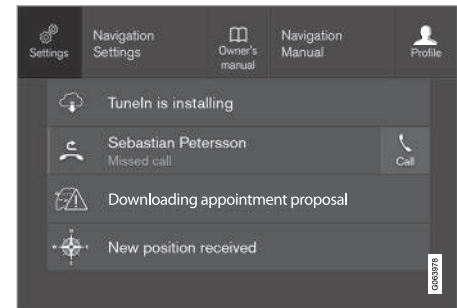 Settings
Navigation
Settings
Owner's
manual
Navigation
Manual
Profile
TuneIn is installing
Sebastian Petersson
Missed call
Call
Downloading appointment proposal
New position received
G063978